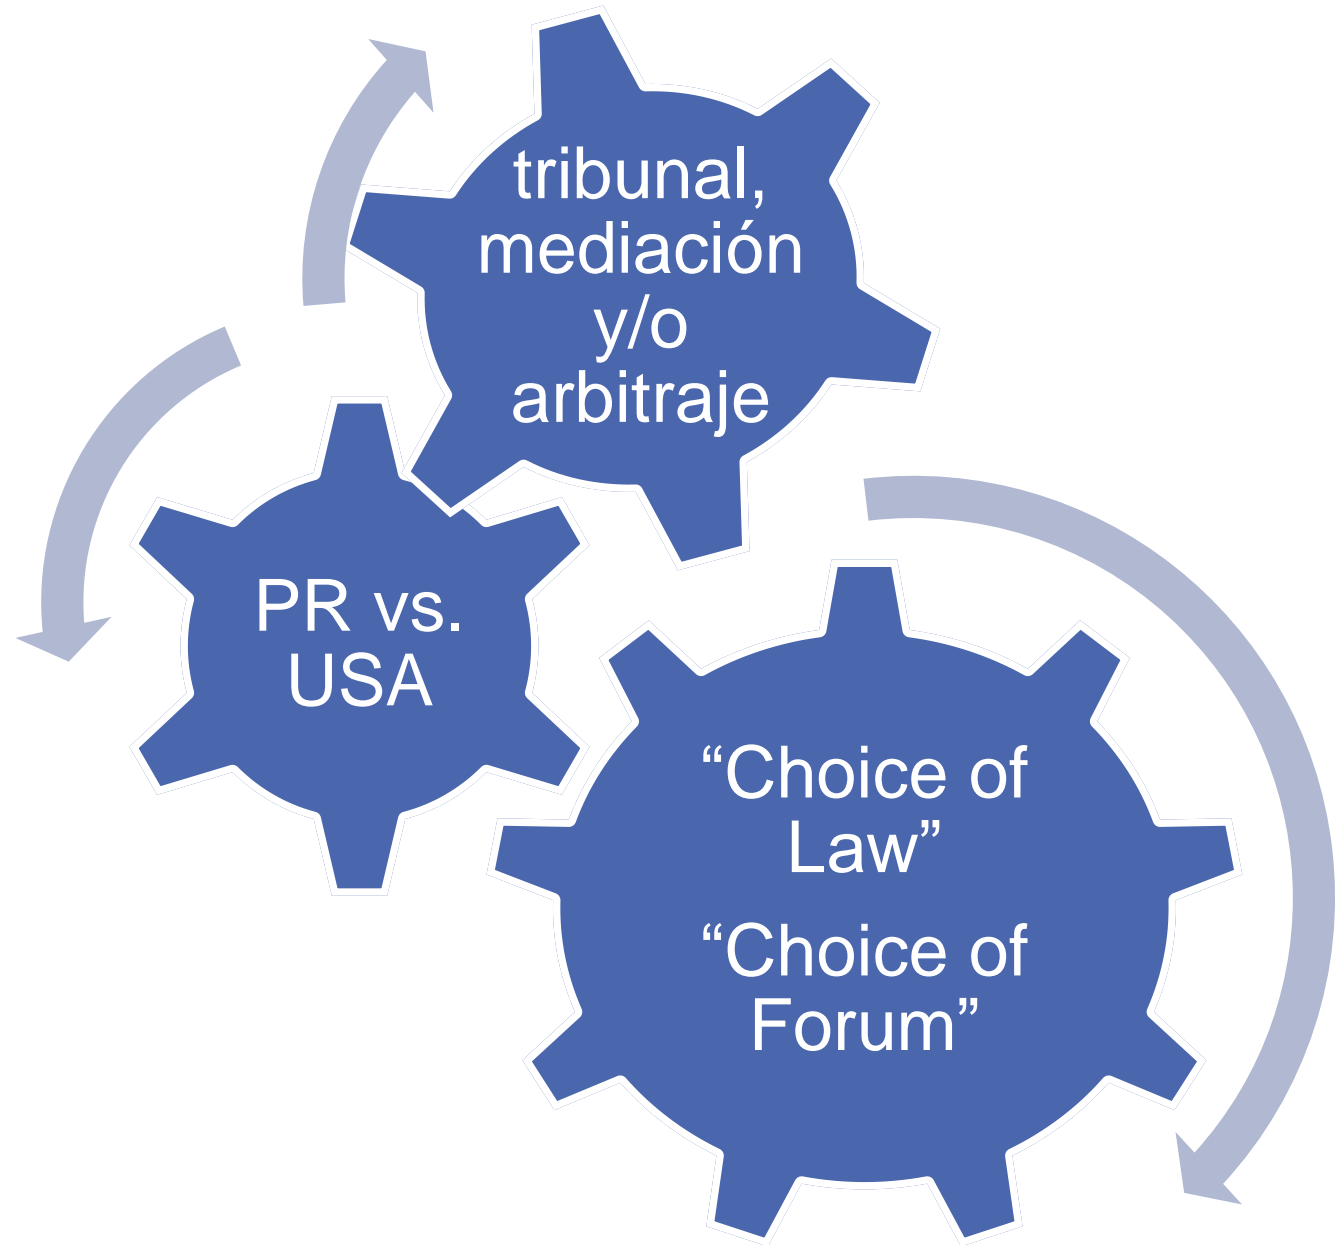 tribunal,
mediación
y/o
arbitraje
PR vs.
USA
“Choice of
Law”
“Choice of
Forum”